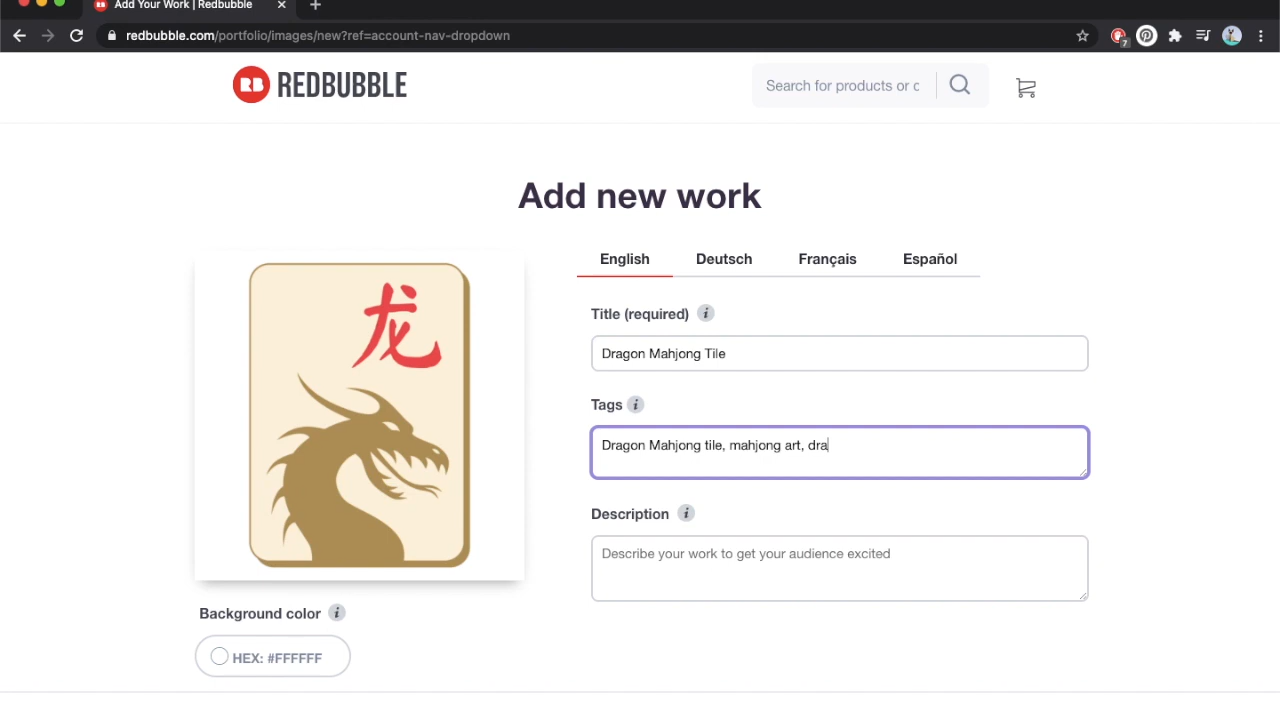 Add Your Work | Redbubble
redbubble.com/portfolio/images/new?ref=account-nav-dropdown
7
RB REDBUBBLE
Search for products or c
Add new work
English Deutsch Français Español
龙
Title (required) i
Dragon Mahjong Tile
Tags i
Dragon Mahjong tile, mahjong art, dra
Description i
Describe your work to get your audience excited
Background color i
HEX: #FFFFFF